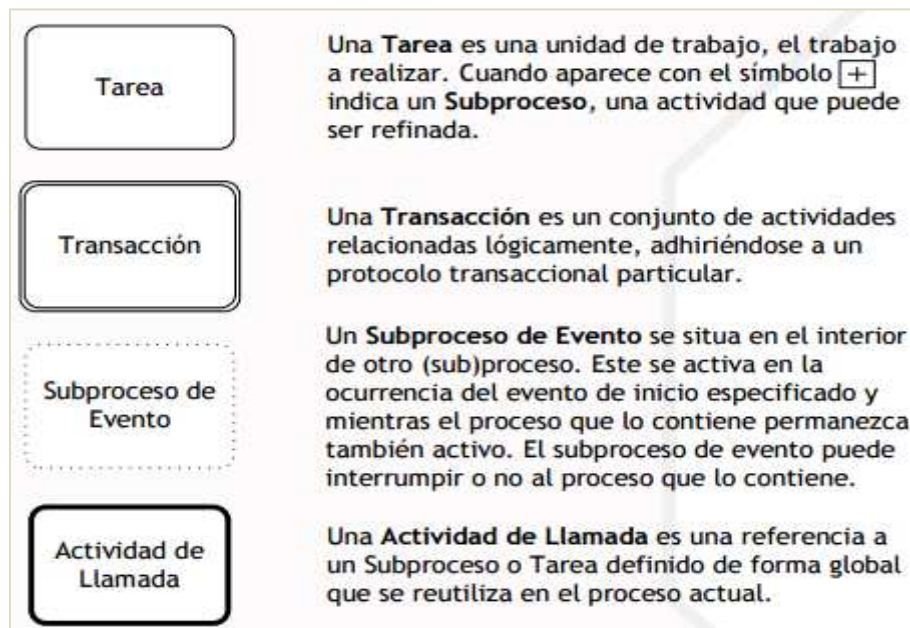 Tarea
Una Tarea es una unidad de trabajo, el trabajo
a realizar. Cuando aparece con el símbolo +
indica un Subproceso, una actividad que puede
ser refinada.
Transacción
Una Transacción es un conjunto de actividades
relacionadas lógicamente, adhiriéndose a un
protocolo transaccional particular.
Subproceso de
Evento
Un Subproceso de Evento se situa en el interior
de otro (sub)proceso. Este se activa en la
ocurrencia del evento de inicio especificado y
mientras el proceso que lo contiene permanezca
también activo. El subproceso de evento puede
interrumpir o no al proceso que lo contiene.
Actividad de
Llamada
Una Actividad de Llamada es una referencia a
un Subproceso o Tarea definido de forma global
que se reutiliza en el proceso actual.